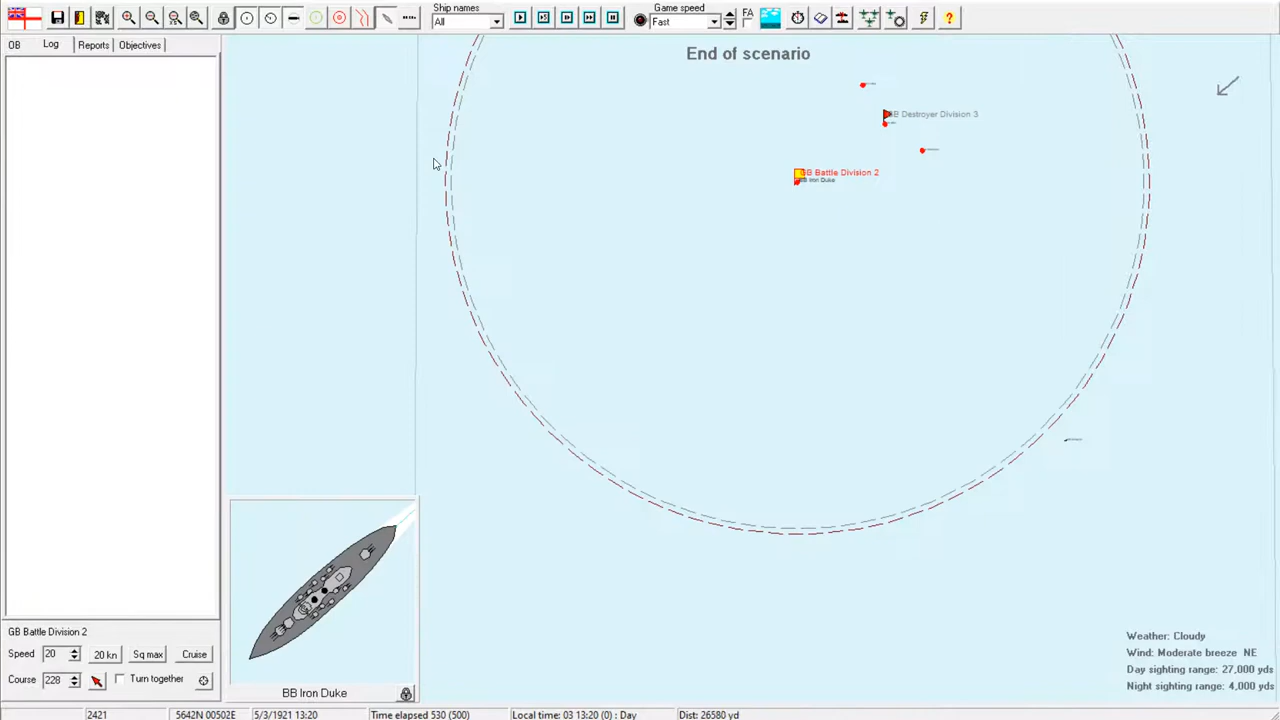 Ship names
Game speed
All
Fast
FA
OB
Log
Reports
Objectives
End of scenario
GB Destroyer Division 3
GB Battle Division 2
BB Iron Duke
GB Battle Division 2
Speed
20
20 kn
Sq max
Cruise
Course
228
Turn together
BB Iron Duke
Weather: Cloudy
Wind: Moderate breeze NE
Day sighting range: 27,000 yds
Night sighting range: 4,000 yds
2421
5642N 00502E
5/3/1921 13:20
Time elapsed 530 (500)
Local time: 03 13:20 (0) : Day
Dist: 26580 yd